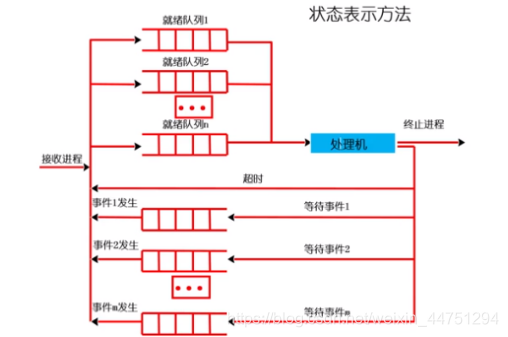 状态表示方法
就绪队列1
就绪队列2
就绪队列n
接收进程
处理机
终止进程
超时
事件1发生
等待事件1
事件2发生
等待事件2
事件m发生
等待事件m
https://blog.csdn.net/weixin_44751294